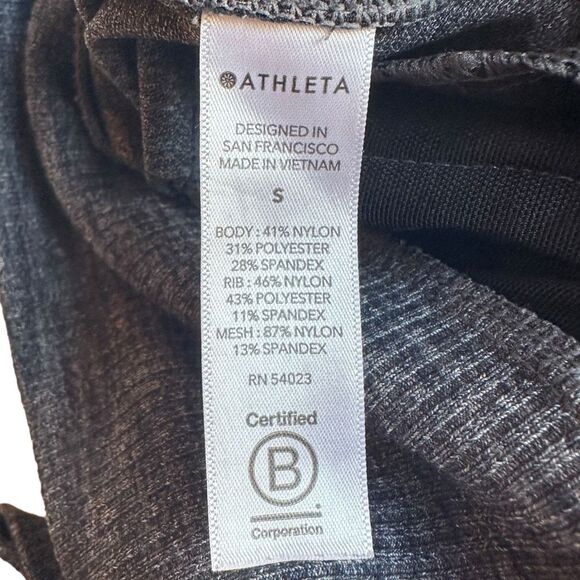 ATHLETA
DESIGNED IN
SAN FRANCISCO
MADE IN VIETNAM
S
BODY : 41% NYLON
31% POLYESTER
28% SPANDEX
RIB : 46% NYLON
43% POLYESTER
11% SPANDEX
MESH : 87% NYLON
13% SPANDEX
RN 54023
Certified
B
Corporation